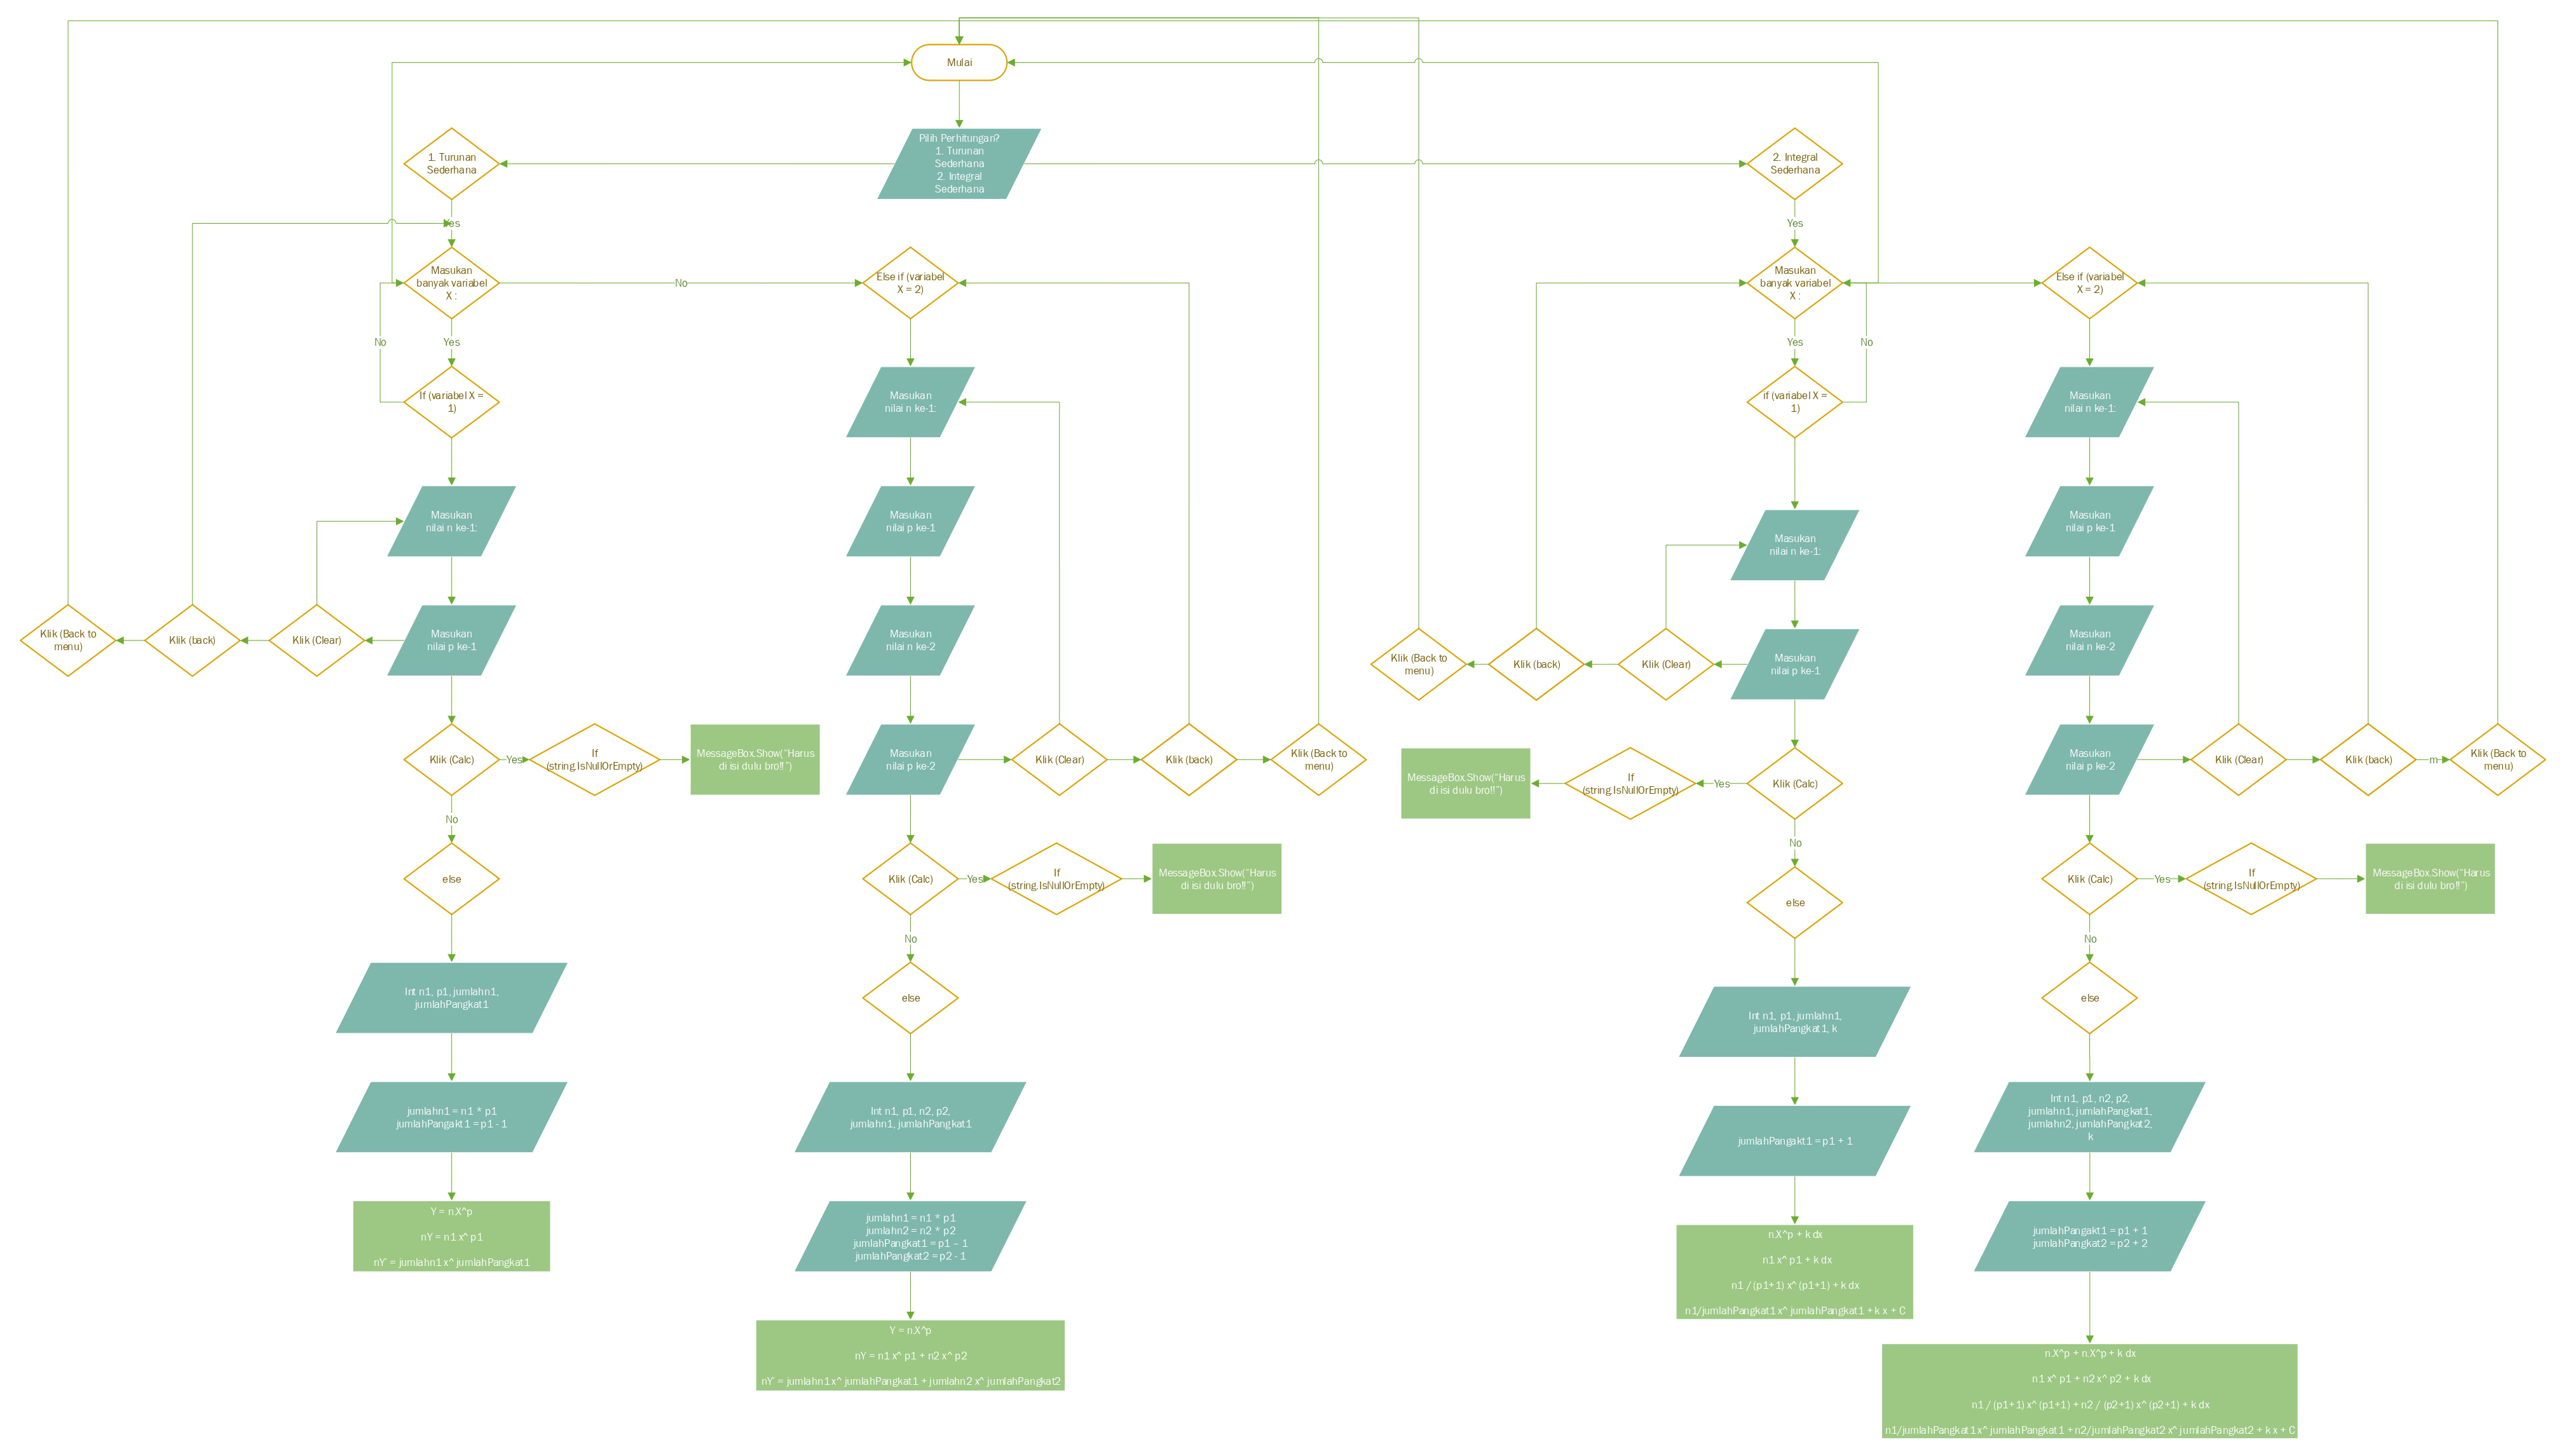 Mulai
Pilih Perhitungan?
1. Turunan
Sederhana
2. Integral
Sederhana
1. Turunan
Sederhana
2. Integral
Sederhana
Yes
Yes
Masukan
banyak variabel
X :
No
Else if (variabel
X = 2)
Masukan
banyak variabel
X :
Else if (variabel
X = 2)
No
Yes
Yes
No
If (variabel X =
1)
Masukan
nilai n ke-1:
if (variabel X =
1)
Masukan
nilai n ke-1:
Masukan
nilai n ke-1:
Masukan
nilai p ke-1
Masukan
nilai n ke-1:
Masukan
nilai p ke-1
Klik (Back to
menu)
Klik (back)
Klik (Clear)
Masukan
nilai p ke-1
Masukan
nilai n ke-2
Klik (Back to
menu)
Klik (back)
Klik (Clear)
Masukan
nilai p ke-1
Masukan
nilai n ke-2
Klik (Calc)
Yes
If
(string.IsNullOrEmpty)
MessageBox.Show("Harus
di isi dulu bro!!")
Masukan
nilai p ke-2
Klik (Clear)
Klik (back)
Klik (Back to
menu)
MessageBox.Show("Harus
di isi dulu bro!!")
If
(string.IsNullOrEmpty)
Yes
Klik (Calc)
Masukan
nilai p ke-2
Klik (Clear)
Klik (back)
m
Klik (Back to
menu)
No
No
else
Klik (Calc)
Yes
If
(string.IsNullOrEmpty)
MessageBox.Show("Harus
di isi dulu bro!!")
else
Klik (Calc)
Yes
If
(string.IsNullOrEmpty)
MessageBox.Show("Harus
di isi dulu bro!!")
No
No
Int n1, p1, jumlahn1,
jumlahPangkat1
else
Int n1, p1, jumlahn1,
jumlahPangkat1, k
else
jumlahn1 = n1 * p1
jumlahPangakt1 = p1 - 1
Int n1, p1, n2, p2,
jumlahn1, jumlahPangkat1
jumlahPangakt1 = p1 + 1
Int n1, p1, n2, p2,
jumlahn1, jumlahPangkat1,
jumlahn2, jumlahPangkat2,
k
Y = n.X^p
nY = n1 x^ p1
nY' = jumlahn1 x^ jumlahPangkat1
jumlahn1 = n1 * p1
jumlahn2 = n2 * p2
jumlahPangkat1 = p1 – 1
jumlahPangkat2 = p2 - 1
n.X^p + k dx
n1 x^ p1 + k dx
n1 / (p1+1) x^ (p1+1) + k dx
n1/jumlahPangkat1 x^ jumlahPangkat1 + k x + C
jumlahPangakt1 = p1 + 1
jumlahPangkat2 = p2 + 2
Y = n.X^p
nY = n1 x^ p1 + n2 x^ p2
nY' = jumlahn1 x^ jumlahPangkat1 + jumlahn2 x^ jumlahPangkat2
n.X^p + n.X^p + k dx
n1 x^ p1 + n2 x^ p2 + k dx
n1 / (p1+1) x^ (p1+1) + n2 / (p2+1) x^ (p2+1) + k dx
n1/jumlahPangkat1 x^ jumlahPangkat1 + n2/jumlahPangkat2 x^ jumlahPangkat2 + k x + C